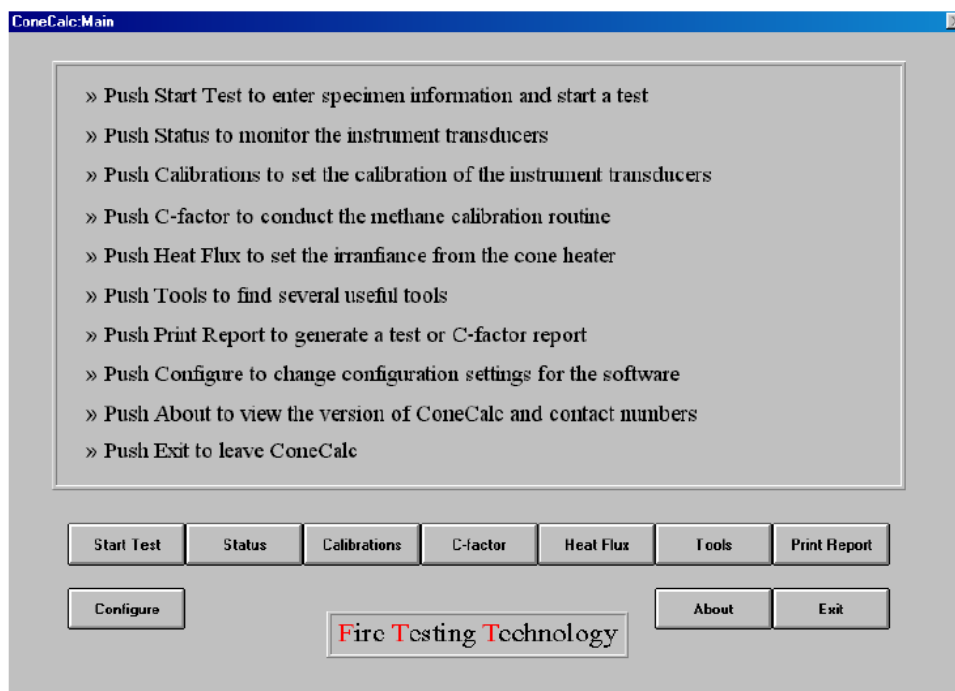 ConeCalc:Main
» Push Start Test to enter specimen information and start a test
» Push Status to monitor the instrument transducers
» Push Calibrations to set the calibration of the instrument transducers
» Push C-factor to conduct the methane calibration routine
» Push Heat Flux to set the irranfiance from the cone heater
» Push Tools to find several useful tools
» Push Print Report to generate a test or C-factor report
» Push Configure to change configuration settings for the software
» Push About to view the version of ConeCalc and contact numbers
» Push Exit to leave ConeCalc
Start Test Status Calibrations C-factor Heat Flux Tools Print Report
Configure About Exit
Fire Testing Technology